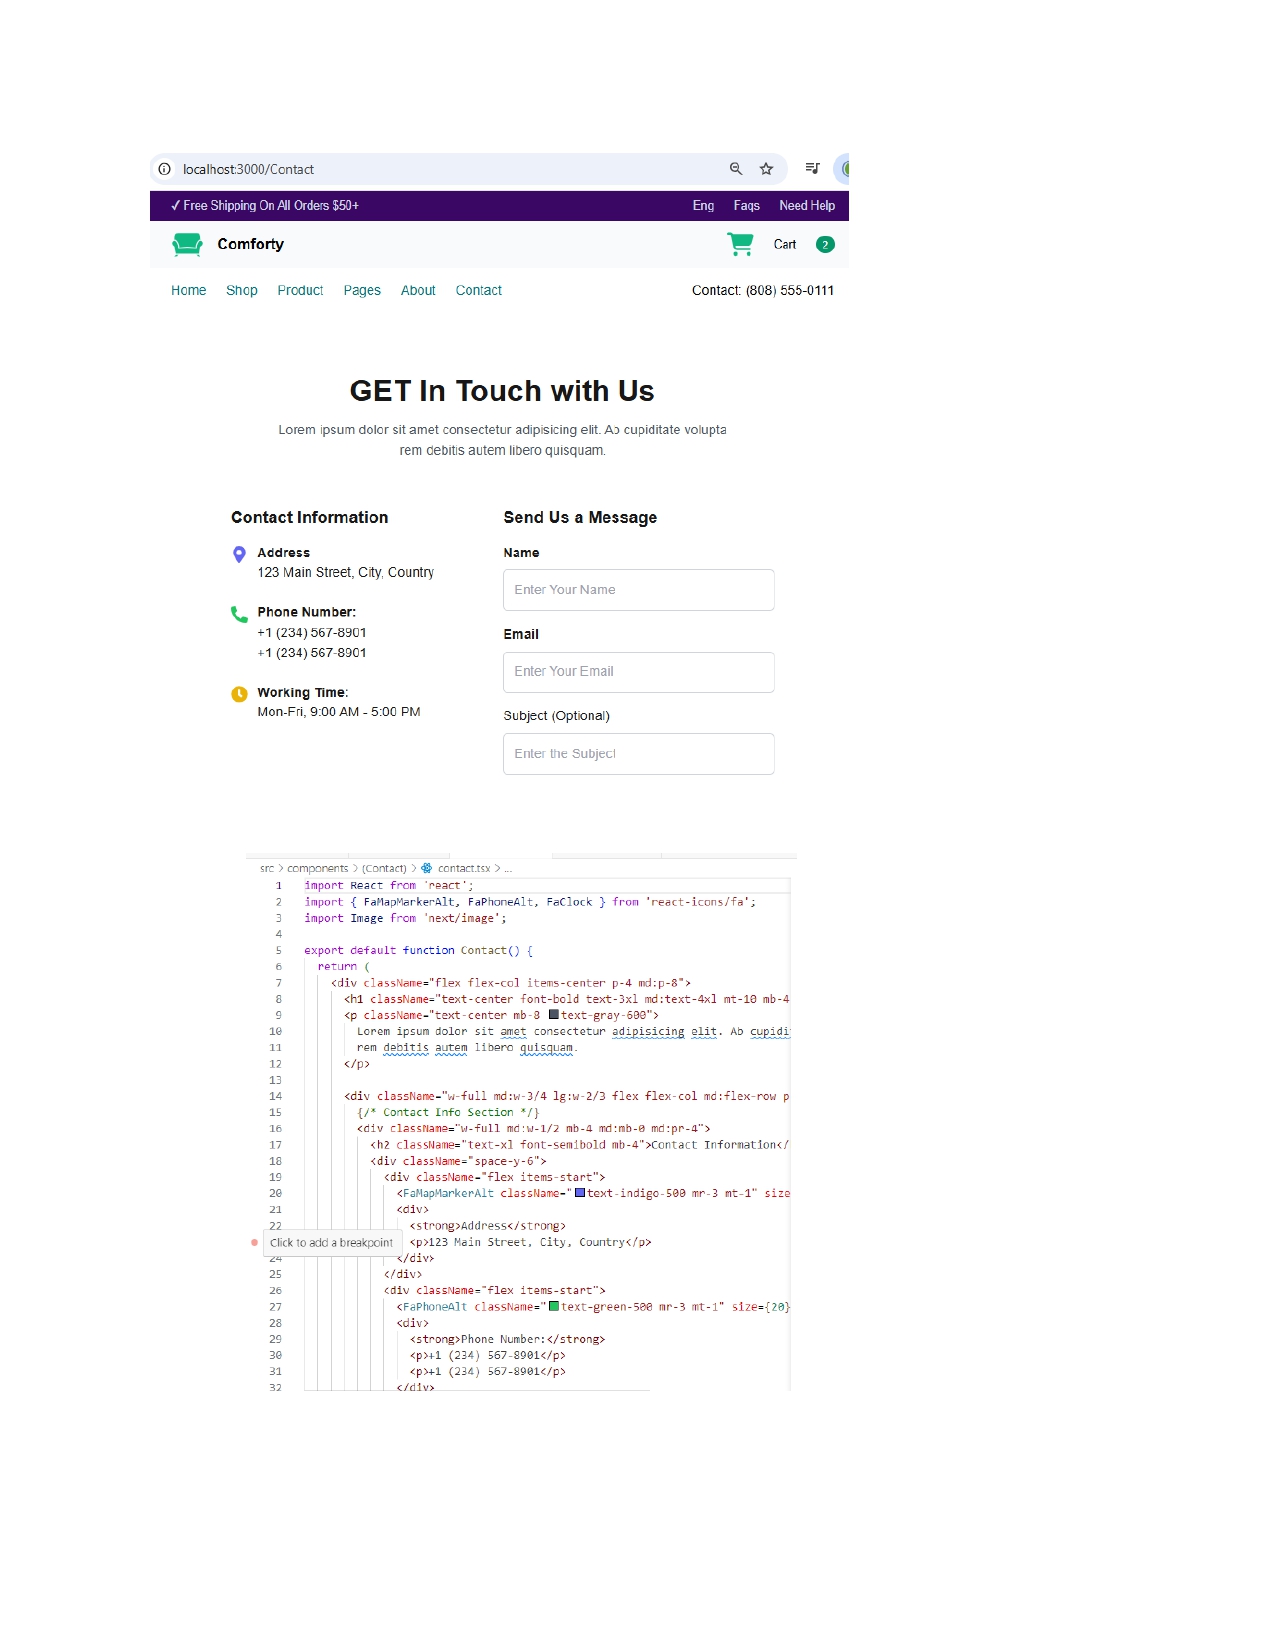 localhost:3000/Contact
✓ Free Shipping On All Orders $50+ Eng Faqs Need Help
Comforty Cart 2
Home Shop Product Pages About Contact Contact: (808) 555-0111
GET In Touch with Us
Lorem ipsum dolor sit amet consectetur adipisicing elit. Ab cupiditate volupta
rem debitis autem libero quisquam.
Contact Information
Address
123 Main Street, City, Country
Phone Number:
+1 (234) 567-8901
+1 (234) 567-8901
Working Time:
Mon-Fri, 9:00 AM - 5:00 PM
Send Us a Message
Name
Enter Your Name
Email
Enter Your Email
Subject (Optional)
Enter the Subject
src > components > (Contact) > contact.tsx > ...
1 import React from 'react';
2 import { FaMapMarkerAlt, FaPhoneAlt, FaClock } from 'react-icons/fa';
3 import Image from 'next/image';
4
5 export default function Contact() {
6 return (
7 <div className="flex flex-col items-center p-4 md:p-8">
8 <h1 className="text-center font-bold text-3xl md:text-4xl mt-10 mb-4
9 <p className="text-center mb-8 text-gray-600">
10 Lorem ipsum dolor sit amet consectetur adipisicing elit. Ab cupidi
11 rem debitis autem libero quisquam.
12 </p>
13
14 <div className="w-full md:w-3/4 lg:w-2/3 flex flex-col md:flex-row p
15 {/* Contact Info Section */}
16 <div className="w-full md:w-1/2 mb-4 md:mb-0 md:pr-4">
17 <h2 className="text-xl font-semibold mb-4">Contact Information</
18 <div className="space-y-6">
19 <div className="flex items-start">
20 <FaMapMarkerAlt className="text-indigo-500 mr-3 mt-1" size
21 <div>
22 <strong>Address</strong>
Click to add a breakpoint <p>123 Main Street, City, Country</p>
24 </div>
25 </div>
26 <div className="flex items-start">
27 <FaPhoneAlt className="text-green-500 mr-3 mt-1" size={20}
28 <div>
29 <strong>Phone Number:</strong>
30 <p>+1 (234) 567-8901</p>
31 <p>+1 (234) 567-8901</p>
32 </div>